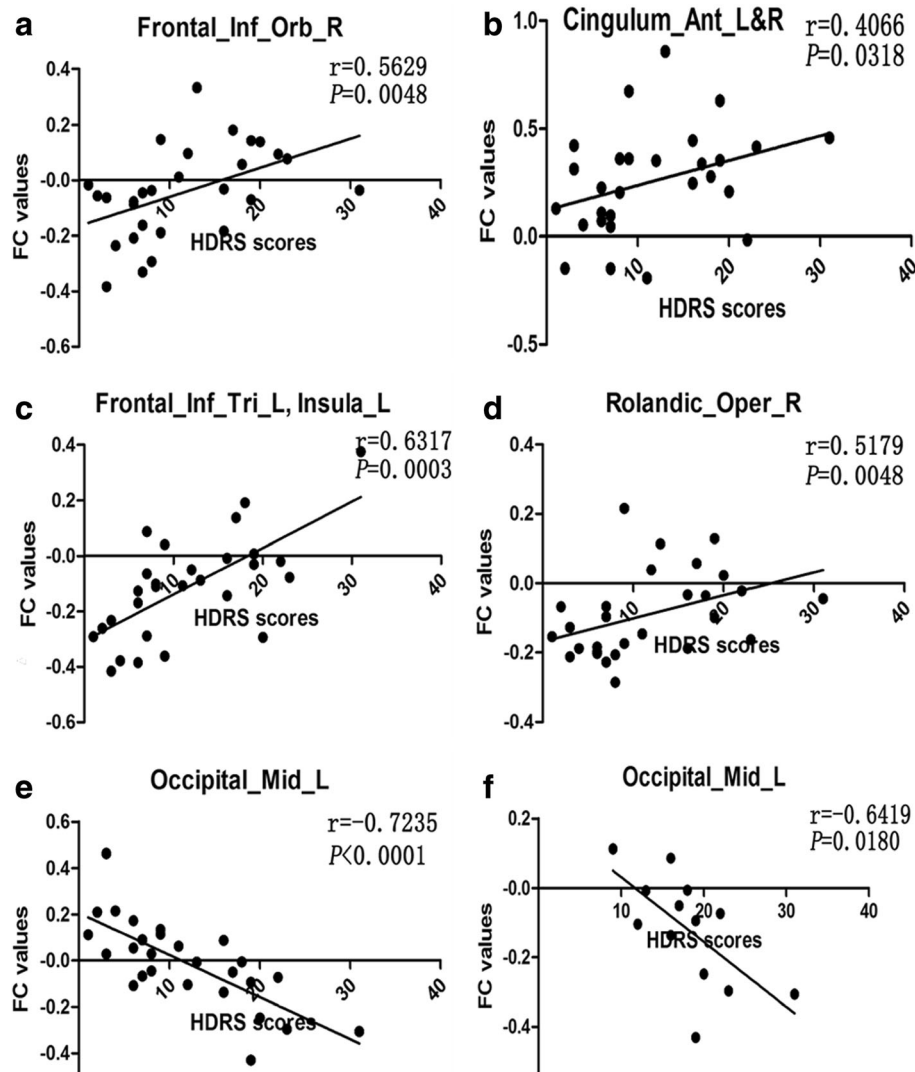 a
Frontal_Inf_Orb_R
r=0.5629
P=0.0048
0.4
0.2
-0.0
-0.2
-0.4
-0.6
FC values
10
20
30
40
HDRS scores
b
Cingulum_Ant_L&R
r=0.4066
P=0.0318
1.0
0.5
0.0
-0.5
FC values
10
20
30
40
HDRS scores
c
Frontal_Inf_Tri_L, Insula_L
r=0.6317
P=0.0003
0.4
0.2
-0.0
-0.2
-0.4
-0.6
FC values
10
20
30
40
HDRS scores
d
Rolandic_Oper_R
r=0.5179
P=0.0048
0.4
0.2
0.0
-0.2
-0.4
FC values
10
20
30
40
HDRS scores
e
Occipital_Mid_L
r=-0.7235
P<0.0001
0.6
0.4
0.2
-0.0
-0.2
-0.4
FC values
10
20
30
40
HDRS scores
f
Occipital_Mid_L
r=-0.6419
P=0.0180
0.2
-0.0
-0.2
-0.4
FC values
10
20
30
40
HDRS scores